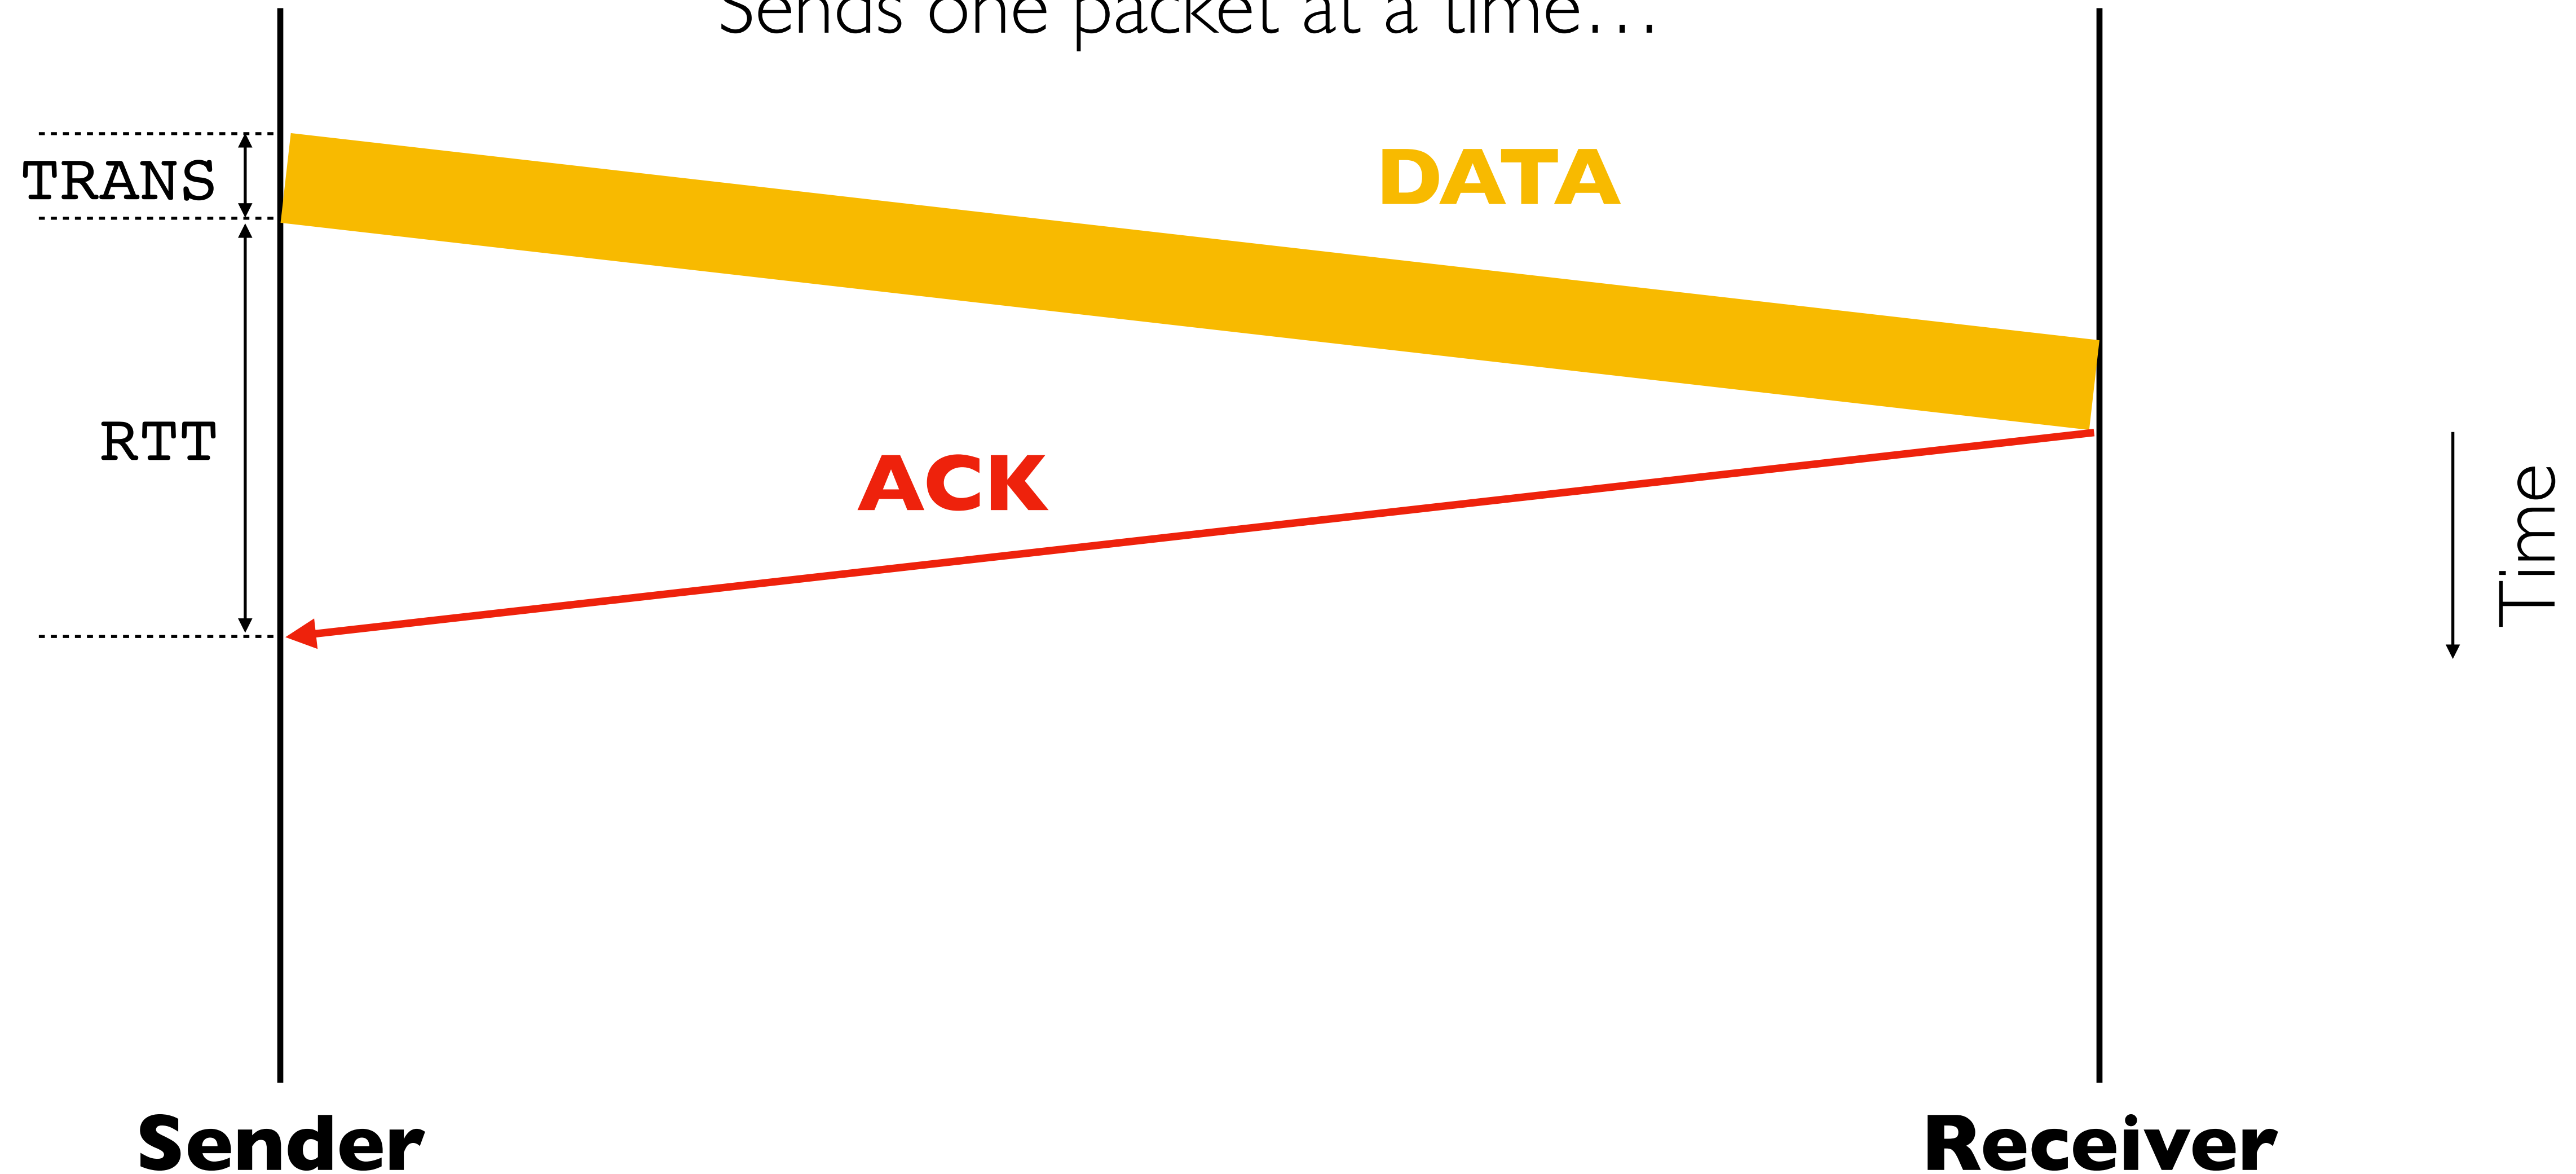 Sends one packet at a time…
DATA
TRANS
RTT
ACK
Time
Sender
Receiver